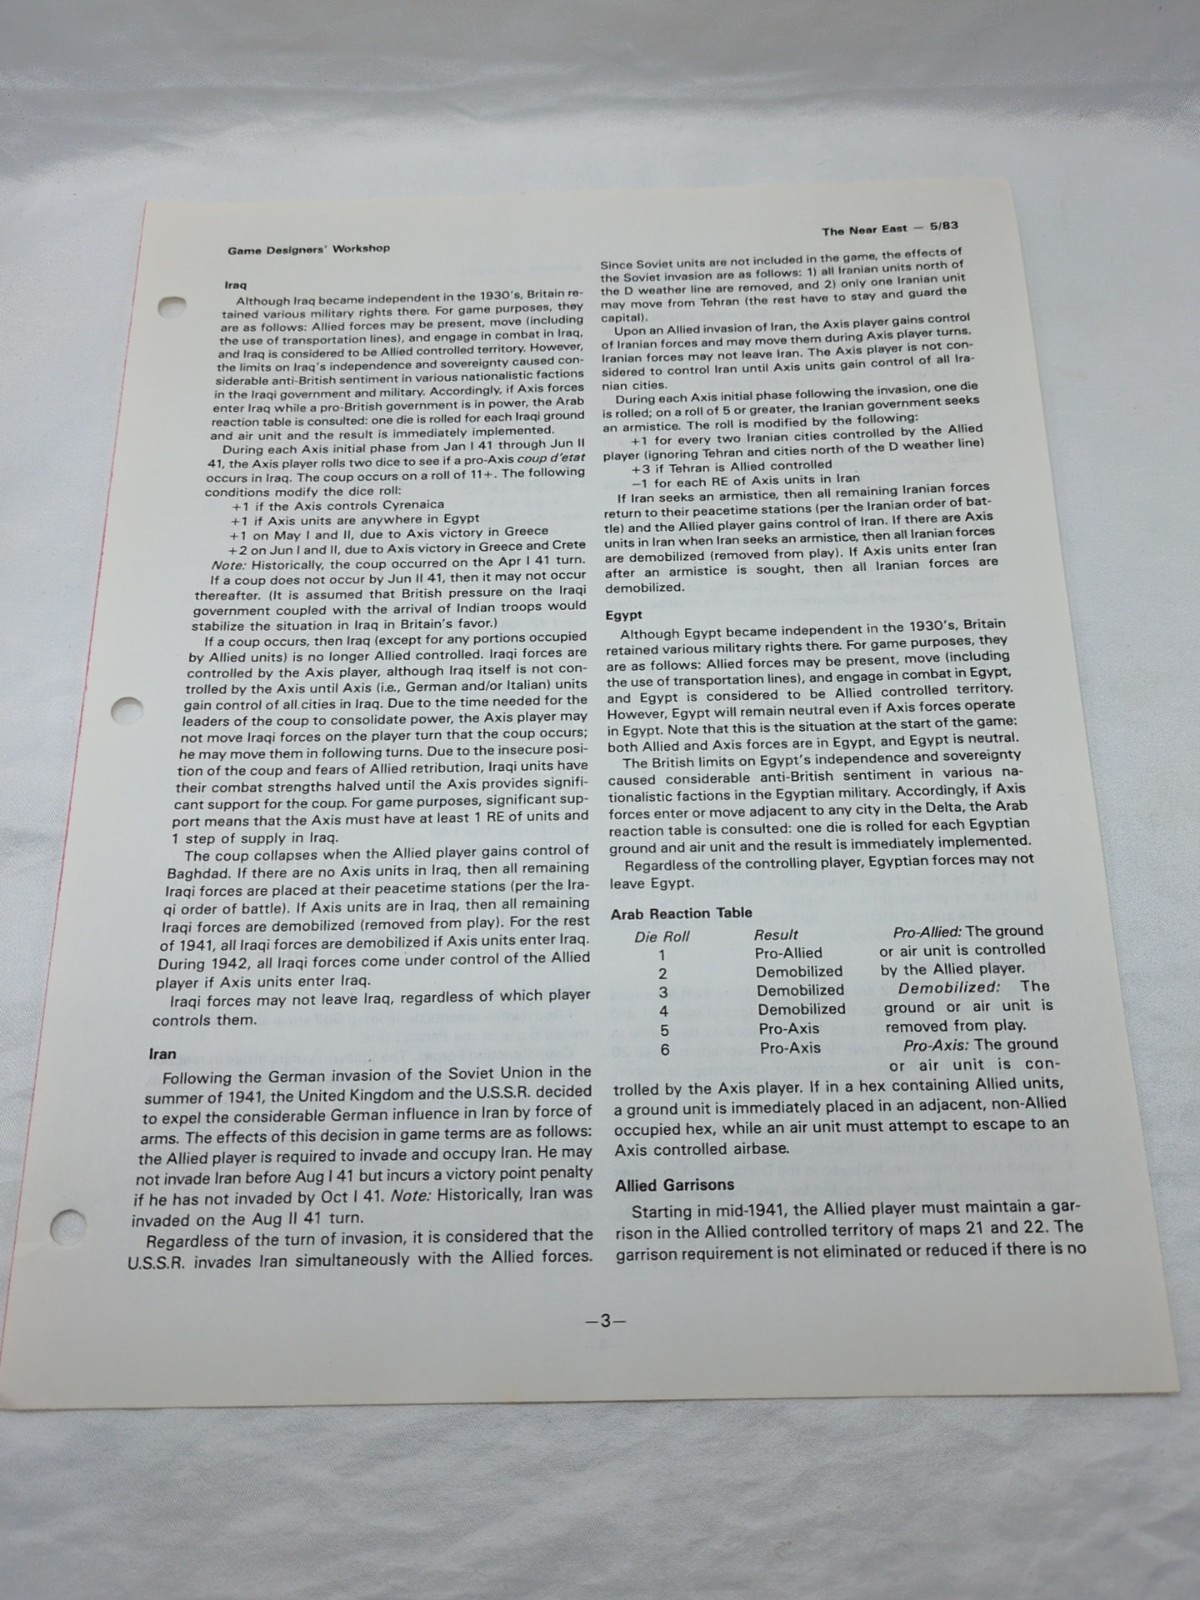 Game Designers' Workshop
The Near East — 5/83
Iraq
Although Iraq became independent in the 1930's, Britain re-
tained various military rights there. For game purposes, they
are as follows: Allied forces may be present, move (including
the use of transportation lines), and engage in combat in Iraq,
and Iraq is considered to be Allied controlled territory. However,
the limits on Iraq's independence and sovereignty caused con-
siderable anti-British sentiment in various nationalistic factions
in the Iraqi government and military. Accordingly, if Axis forces
enter Iraq while a pro-British government is in power, the Arab
reaction table is consulted: one die is rolled for each Iraqi ground
and air unit and the result is immediately implemented.
During each Axis initial phase from Jan I 41 through Jun II
41, the Axis player rolls two dice to see if a pro-Axis coup d'etat
occurs in Iraq. The coup occurs on a roll of 11+. The following
conditions modify the dice roll:
+1 if the Axis controls Cyrenaica
+1 if Axis units are anywhere in Egypt
+1 on May I and II, due to Axis victory in Greece
+2 on Jun I and II, due to Axis victory in Greece and Crete
Note: Historically, the coup occurred on the Apr I 41 turn.
If a coup does not occur by Jun II 41, then it may not occur
thereafter. (It is assumed that British pressure on the Iraqi
government coupled with the arrival of Indian troops would
stabilize the situation in Iraq in Britain's favor.)
If a coup occurs, then Iraq (except for any portions occupied
by Allied units) is no longer Allied controlled. Iraqi forces are
controlled by the Axis player, although Iraq itself is not con-
trolled by the Axis until Axis (i.e., German and/or Italian) units
gain control of all cities in Iraq. Due to the time needed for the
leaders of the coup to consolidate power, the Axis player may
not move Iraqi forces on the player turn that the coup occurs;
he may move them in following turns. Due to the insecure posi-
tion of the coup and fears of Allied retribution, Iraqi units have
their combat strengths halved until the Axis provides signifi-
cant support for the coup. For game purposes, significant sup-
port means that the Axis must have at least 1 RE of units and
1 step of supply in Iraq.
The coup collapses when the Allied player gains control of
Baghdad. If there are no Axis units in Iraq, then all remaining
Iraqi forces are placed at their peacetime stations (per the Ira-
qi order of battle). If Axis units are in Iraq, then all remaining
Iraqi forces are demobilized (removed from play). For the rest
of 1941, all Iraqi forces are demobilized if Axis units enter Iraq.
During 1942, all Iraqi forces come under control of the Allied
player if Axis units enter Iraq.
Iraqi forces may not leave Iraq, regardless of which player
controls them.
Iran
Following the German invasion of the Soviet Union in the
summer of 1941, the United Kingdom and the U.S.S.R. decided
to expel the considerable German influence in Iran by force of
arms. The effects of this decision in game terms are as follows:
the Allied player is required to invade and occupy Iran. He may
not invade Iran before Aug I 41 but incurs a victory point penalty
if he has not invaded by Oct I 41. Note: Historically, Iran was
invaded on the Aug II 41 turn.
Regardless of the turn of invasion, it is considered that the
U.S.S.R. invades Iran simultaneously with the Allied forces.
Since Soviet units are not included in the game, the effects of
the Soviet invasion are as follows: 1) all Iranian units north of
the D weather line are removed, and 2) only one Iranian unit
may move from Tehran (the rest have to stay and guard the
capital).
Upon an Allied invasion of Iran, the Axis player gains control
of Iranian forces and may move them during Axis player turns.
Iranian forces may not leave Iran. The Axis player is not con-
sidered to control Iran until Axis units gain control of all Ira-
nian cities.
During each Axis initial phase following the invasion, one die
is rolled; on a roll of 5 or greater, the Iranian government seeks
an armistice. The roll is modified by the following:
+1 for every two Iranian cities controlled by the Allied
player (ignoring Tehran and cities north of the D weather line)
+3 if Tehran is Allied controlled
−1 for each RE of Axis units in Iran
If Iran seeks an armistice, then all remaining Iranian forces
return to their peacetime stations (per the Iranian order of bat-
tle) and the Allied player gains control of Iran. If there are Axis
units in Iran when Iran seeks an armistice, then all Iranian forces
are demobilized (removed from play). If Axis units enter Iran
after an armistice is sought, then all Iranian forces are
demobilized.
Egypt
Although Egypt became independent in the 1930's, Britain
retained various military rights there. For game purposes, they
are as follows: Allied forces may be present, move (including
the use of transportation lines), and engage in combat in Egypt,
and Egypt is considered to be Allied controlled territory.
However, Egypt will remain neutral even if Axis forces operate
in Egypt. Note that this is the situation at the start of the game:
both Allied and Axis forces are in Egypt, and Egypt is neutral.
The British limits on Egypt's independence and sovereignty
caused considerable anti-British sentiment in various na-
tionalistic factions in the Egyptian military. Accordingly, if Axis
forces enter or move adjacent to any city in the Delta, the Arab
reaction table is consulted: one die is rolled for each Egyptian
ground and air unit and the result is immediately implemented.
Regardless of the controlling player, Egyptian forces may not
leave Egypt.
Arab Reaction Table
Die Roll Result
1 Pro-Allied
2 Demobilized
3 Demobilized
4 Demobilized
5 Pro-Axis
6 Pro-Axis
Pro-Allied: The ground
or air unit is controlled
by the Allied player.
Demobilized: The
ground or air unit is
removed from play.
Pro-Axis: The ground
or air unit is con-
trolled by the Axis player. If in a hex containing Allied units,
a ground unit is immediately placed in an adjacent, non-Allied
occupied hex, while an air unit must attempt to escape to an
Axis controlled airbase.
Allied Garrisons
Starting in mid-1941, the Allied player must maintain a gar-
rison in the Allied controlled territory of maps 21 and 22. The
garrison requirement is not eliminated or reduced if there is no
—3—